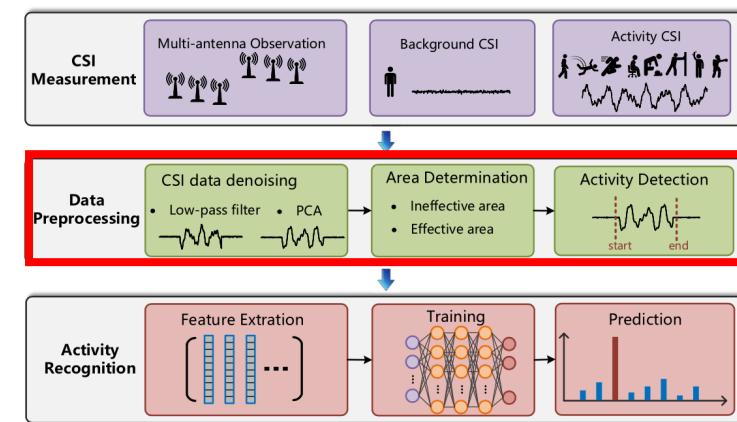 CSI
Measurement
Multi-antenna Observation
Background CSI
Activity CSI
Data
Preprocessing
CSI data denoising
• Low-pass filter • PCA
Area Determination
• Ineffective area
• Effective area
Activity Detection
start end
Activity
Recognition
Feature Extration
Training
Prediction